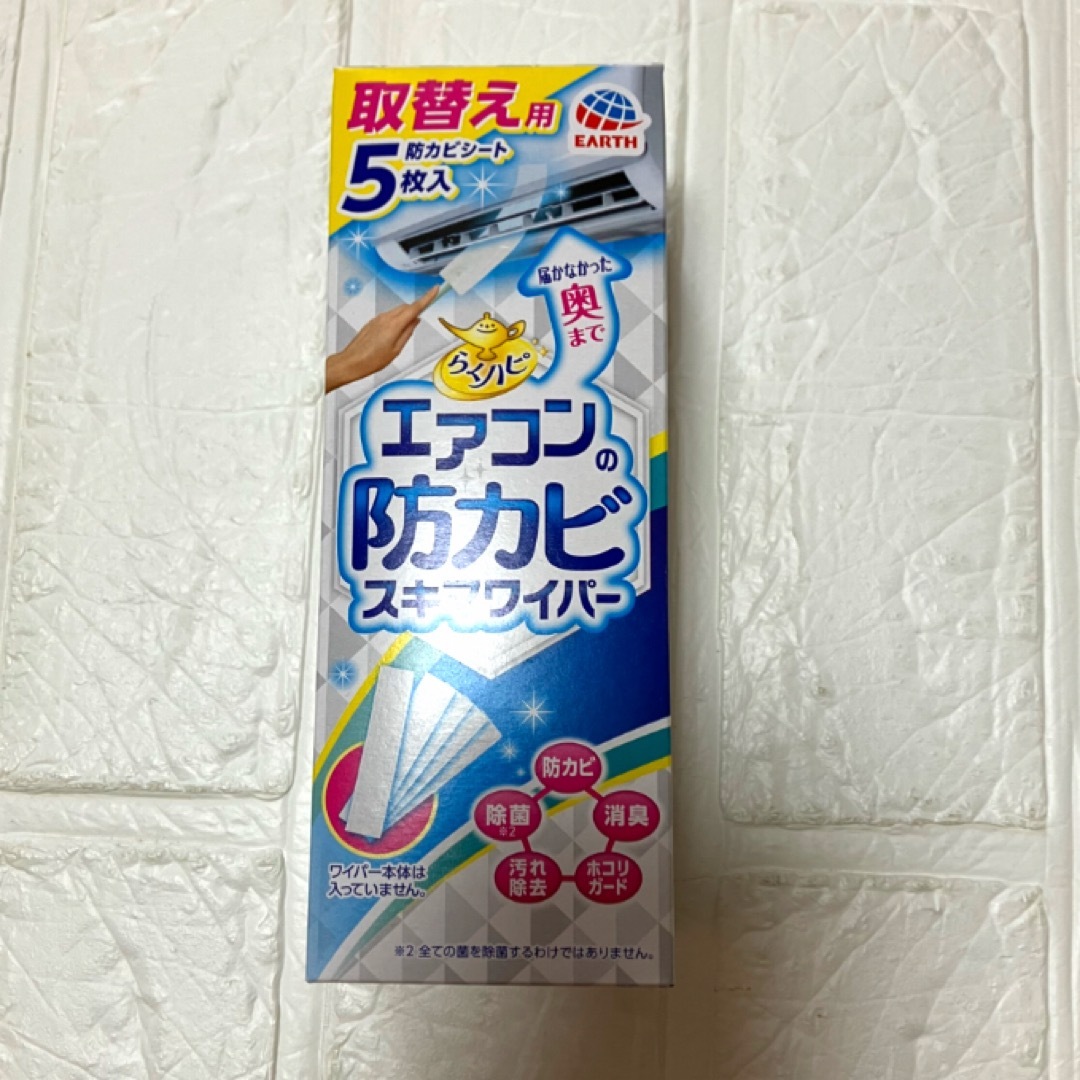 取替え用
EARTH
防カビシート
5枚入
届かなかった
奥まで
らくハピ
エアコンの
防カビ
スキマワイパー
防カビ
除菌
※2
消臭
汚れ
除去
ホコリ
ガード
ワイパー本体は
入っていません。
※2 全ての菌を除菌するわけではありません。